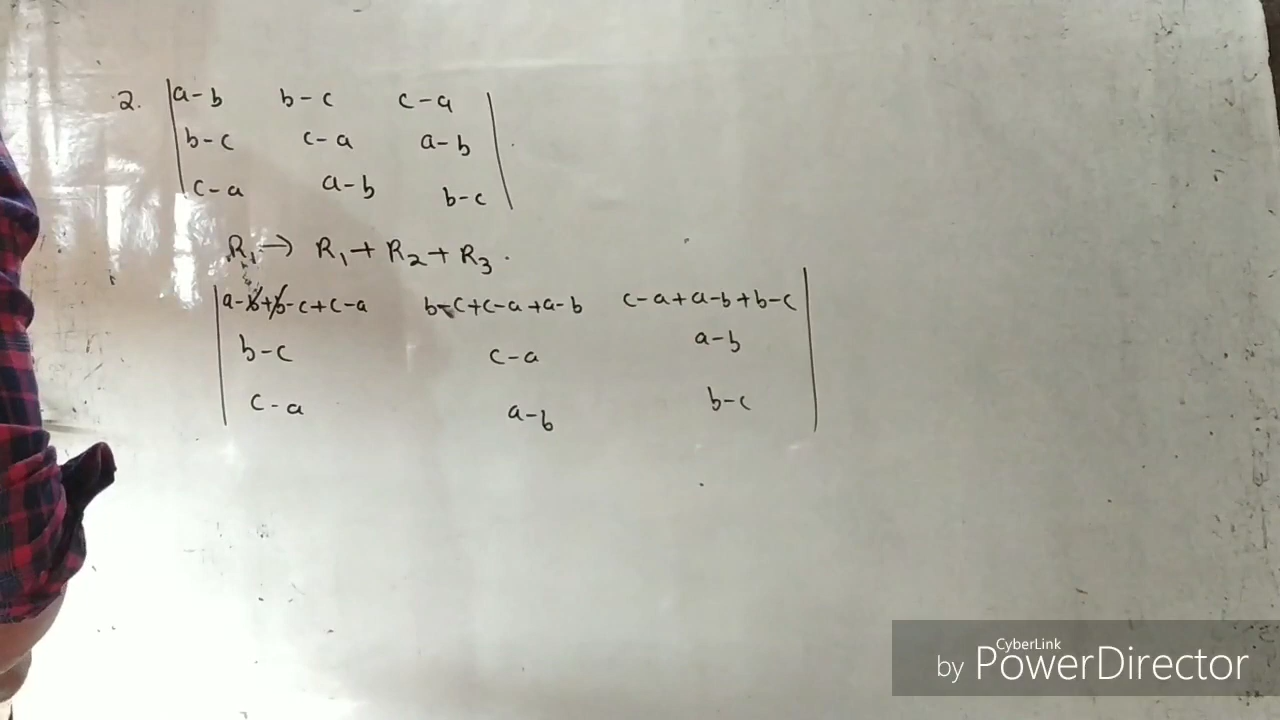 2. | a-b b-c c-a |
| b-c c-a a-b | .
| c-a a-b b-c |
R₁ → R₁ + R₂ + R₃ .
| a-b+b-c+c-a b-c+c-a+a-b c-a+a-b+b-c |
| b-c c-a a-b |
| c-a a-b b-c |
CyberLink
by PowerDirector